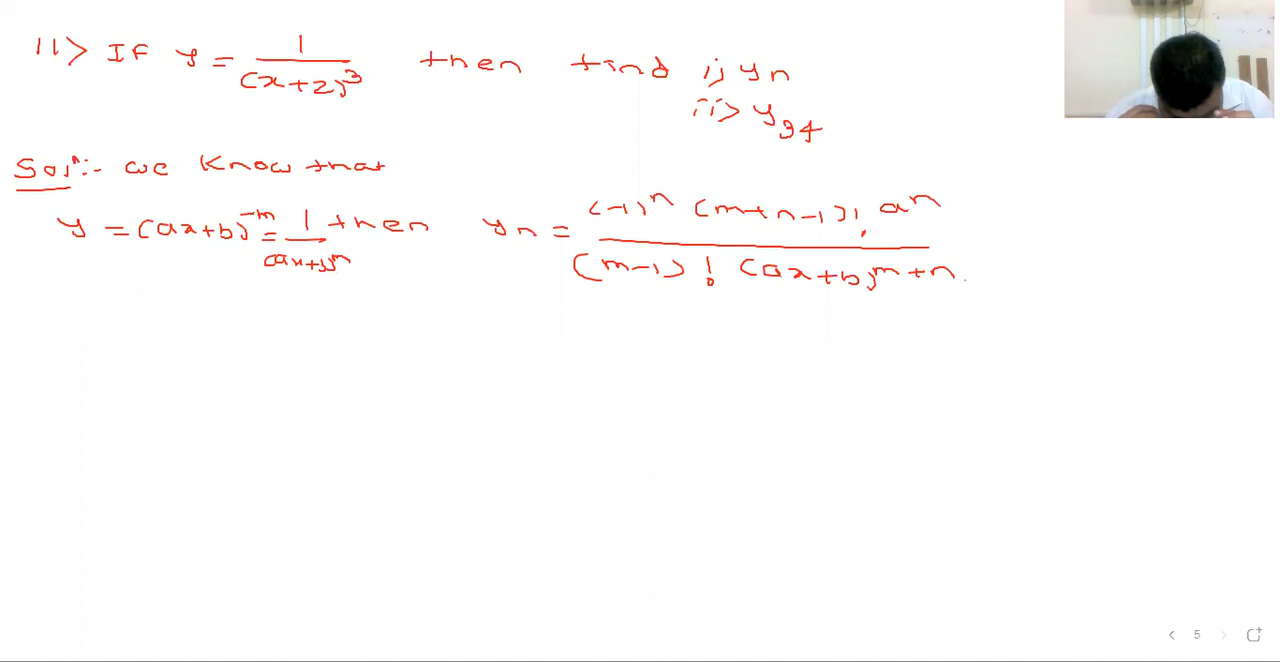 11> If y = 1/(x+2)³ then find i) yn
ii> y34
Solⁿ:- we know that
y = (ax+b)^-m = 1/(ax+b)^m then yn = (-1)^n (m+n-1)! a^n / (m-1)! (ax+b)^m+n.
5